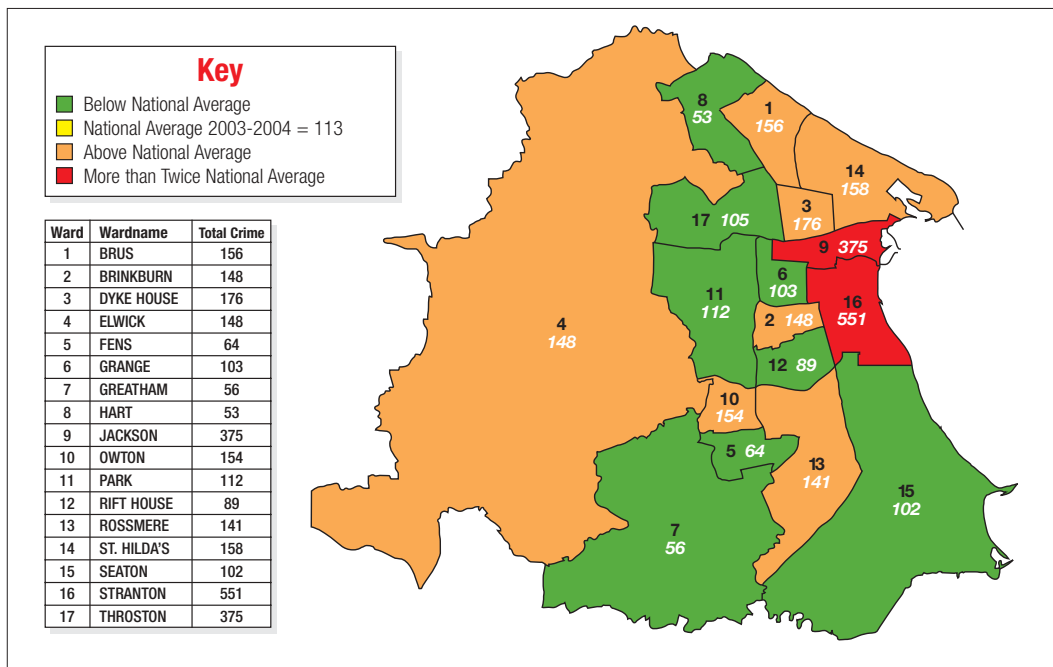 Key
Below National Average
National Average 2003-2004 = 113
Above National Average
More than Twice National Average
Ward Wardname Total Crime
1 BRUS 156
2 BRINKBURN 148
3 DYKE HOUSE 176
4 ELWICK 148
5 FENS 64
6 GRANGE 103
7 GREATHAM 56
8 HART 53
9 JACKSON 375
10 OWTON 154
11 PARK 112
12 RIFT HOUSE 89
13 ROSSMERE 141
14 ST. HILDA'S 158
15 SEATON 102
16 STRANTON 551
17 THROSTON 375
8
53
1
156
14
158
3
176
17 105
9 375
6
103
11
112
16
551
4
148
2 148
12 89
10
154
5 64
13
141
15
102
7
56